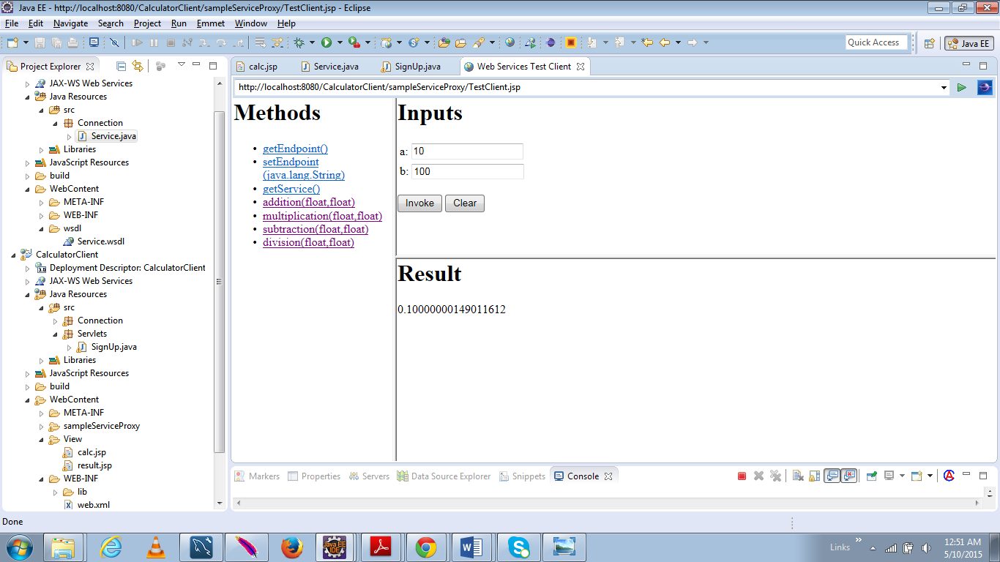 Java EE - http://localhost:8080/CalculatorClient/sampleServiceProxy/TestClient.jsp - Eclipse
File Edit Navigate Search Project Run Emmet Window Help
Quick Access
Java EE
Project Explorer
JAX-WS Web Services
Java Resources
src
Connection
Service.java
Libraries
JavaScript Resources
build
WebContent
META-INF
WEB-INF
wsdl
Service.wsdl
CalculatorClient
3.0
Deployment Descriptor: CalculatorClient
JAX-WS Web Services
Java Resources
src
Connection
Servlets
SignUp.java
Libraries
JavaScript Resources
build
WebContent
META-INF
sampleServiceProxy
View
calc.jsp
result.jsp
WEB-INF
lib
web.xml
calc.jsp Service.java SignUp.java Web Services Test Client
http://localhost:8080/CalculatorClient/sampleServiceProxy/TestClient.jsp
Methods
• getEndpoint()
• setEndpoint
(java.lang.String)
• getService()
• addition(float,float)
• multiplication(float,float)
• subtraction(float,float)
• division(float,float)
Inputs
a: 10
b: 100
Invoke Clear
Result
0.10000000149011612
Markers Properties Servers Data Source Explorer Snippets Console
Done
Java EE
IDE
Links
12:51 AM
5/10/2015